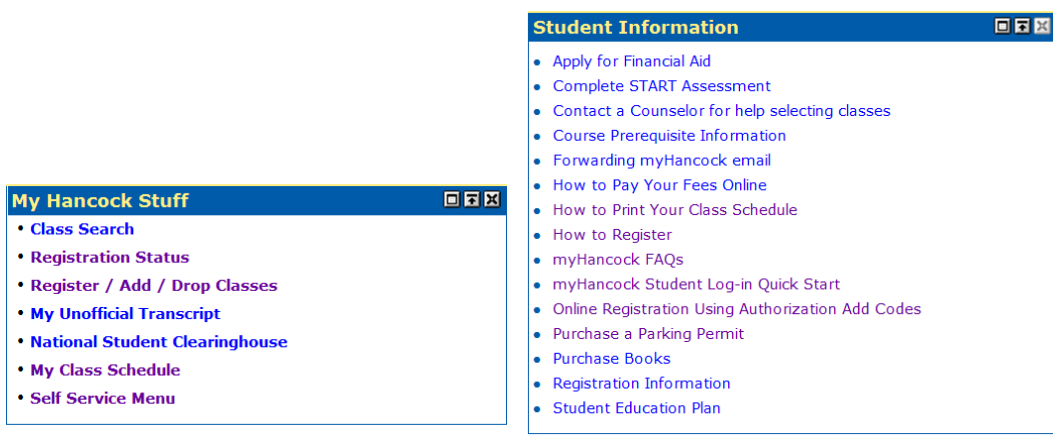 My Hancock Stuff
• Class Search
• Registration Status
• Register / Add / Drop Classes
• My Unofficial Transcript
• National Student Clearinghouse
• My Class Schedule
• Self Service Menu
Student Information
• Apply for Financial Aid
• Complete START Assessment
• Contact a Counselor for help selecting classes
• Course Prerequisite Information
• Forwarding myHancock email
• How to Pay Your Fees Online
• How to Print Your Class Schedule
• How to Register
• myHancock FAQs
• myHancock Student Log-in Quick Start
• Online Registration Using Authorization Add Codes
• Purchase a Parking Permit
• Purchase Books
• Registration Information
• Student Education Plan